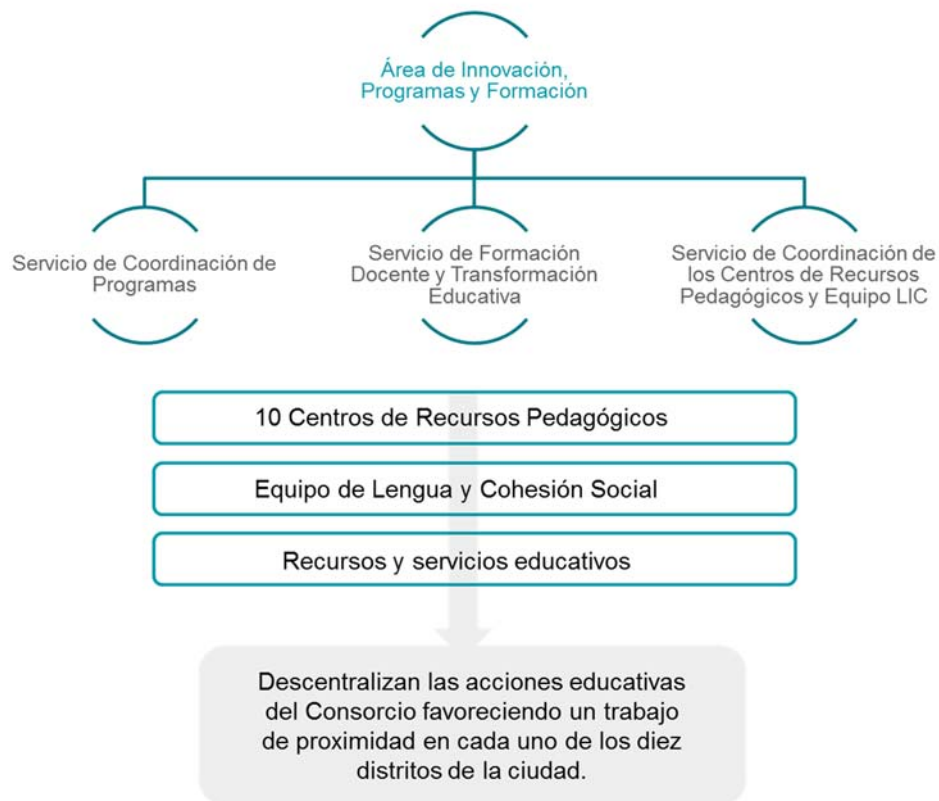 Área de Innovación,
Programas y Formación
Servicio de Coordinación de
Programas
Servicio de Formación
Docente y Transformación
Educativa
Servicio de Coordinación de
los Centros de Recursos
Pedagógicos y Equipo LIC
10 Centros de Recursos Pedagógicos
Equipo de Lengua y Cohesión Social
Recursos y servicios educativos
Descentralizan las acciones educativas
del Consorcio favoreciendo un trabajo
de proximidad en cada uno de los diez
distritos de la ciudad.